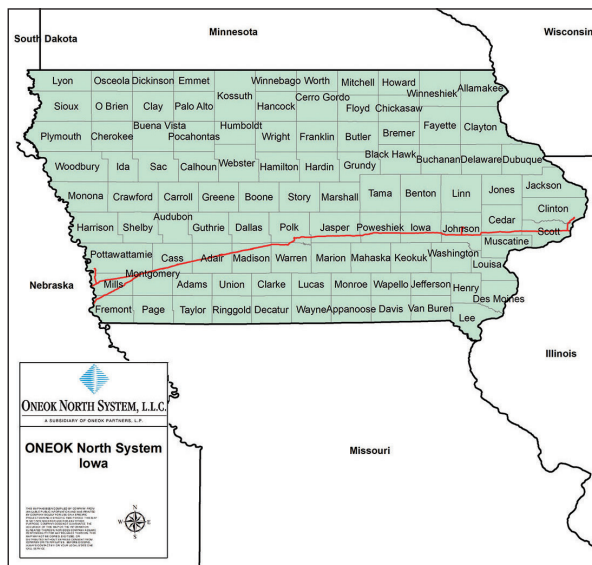 Minnesota
Wisconsin
South Dakota
Lyon Osceola Dickinson Emmet Winnebago Worth Mitchell Howard Allamakee
Kossuth Winneshiek
Sioux O Brien Clay Palo Alto Hancock Cerro Gordo Floyd Chickasaw
Buena Vista Humboldt Fayette Clayton
Plymouth Cherokee Pocahontas Wright Franklin Butler Bremer
Black Hawk
Woodbury Ida Sac Calhoun Webster Hamilton Hardin Grundy Buchanan Delaware Dubuque
Monona Crawford Carroll Greene Boone Story Marshall Tama Benton Linn Jones Jackson
Audubon Clinton
Harrison Shelby Guthrie Dallas Polk Jasper Poweshiek Iowa Johnson Cedar Scott
Muscatine
Pottawattamie Cass Adair Madison Warren Marion Mahaska Keokuk Washington
Louisa
Montgomery
Mills Adams Union Clarke Lucas Monroe Wapello Jefferson Henry
Des Moines
Fremont Page Taylor Ringgold Decatur Wayne Appanoose Davis Van Buren Lee
Nebraska
Illinois
Missouri
ONEOK NORTH SYSTEM, L.L.C.
A SUBSIDIARY OF ONEOK PARTNERS, L.P.
ONEOK North System
Iowa
N
W E
S